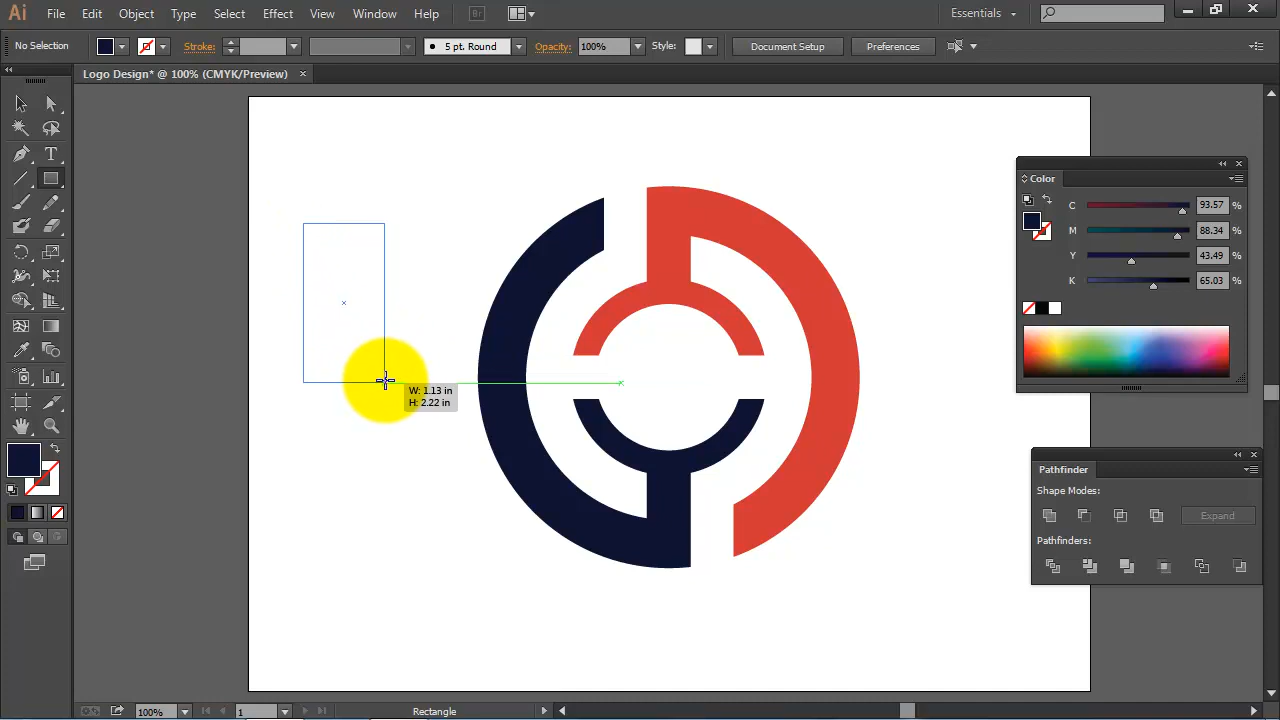 Ai File Edit Object Type Select Effect View Window Help Br Essentials
No Selection Stroke: 5 pt. Round Opacity: 100% Style: Document Setup Preferences
Logo Design* @ 100% (CMYK/Preview)
Color
C 93.57 %
M 88.34 %
Y 43.49 %
K 65.03 %
W: 1.13 in
H: 2.22 in
Pathfinder
Shape Modes:
Expand
Pathfinders:
100% 1 Rectangle